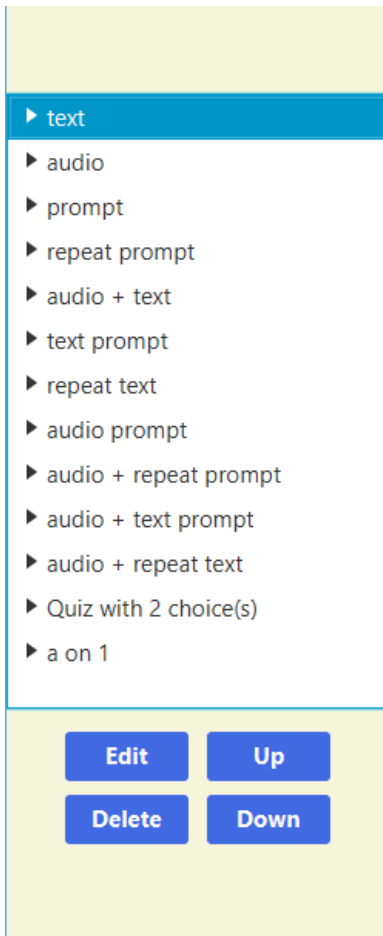 text
audio
prompt
repeat prompt
audio + text
text prompt
repeat text
audio prompt
audio + repeat prompt
audio + text prompt
audio + repeat text
Quiz with 2 choice(s)
a on 1
Edit Up
Delete Down